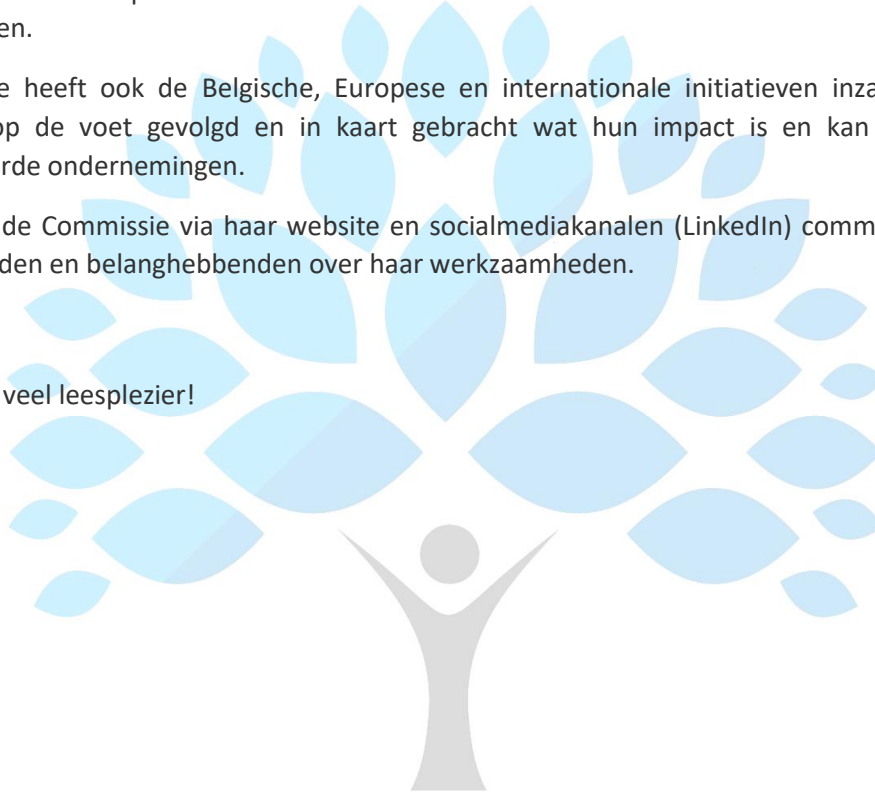 en.
e heeft ook de Belgische, Europese en internationale initiatieven inza
op de voet gevolgd en in kaart gebracht wat hun impact is en kan
rde ondernemingen.
de Commissie via haar website en socialmediakanalen (LinkedIn) comm
den en belanghebbenden over haar werkzaamheden.
veel leesplezier!